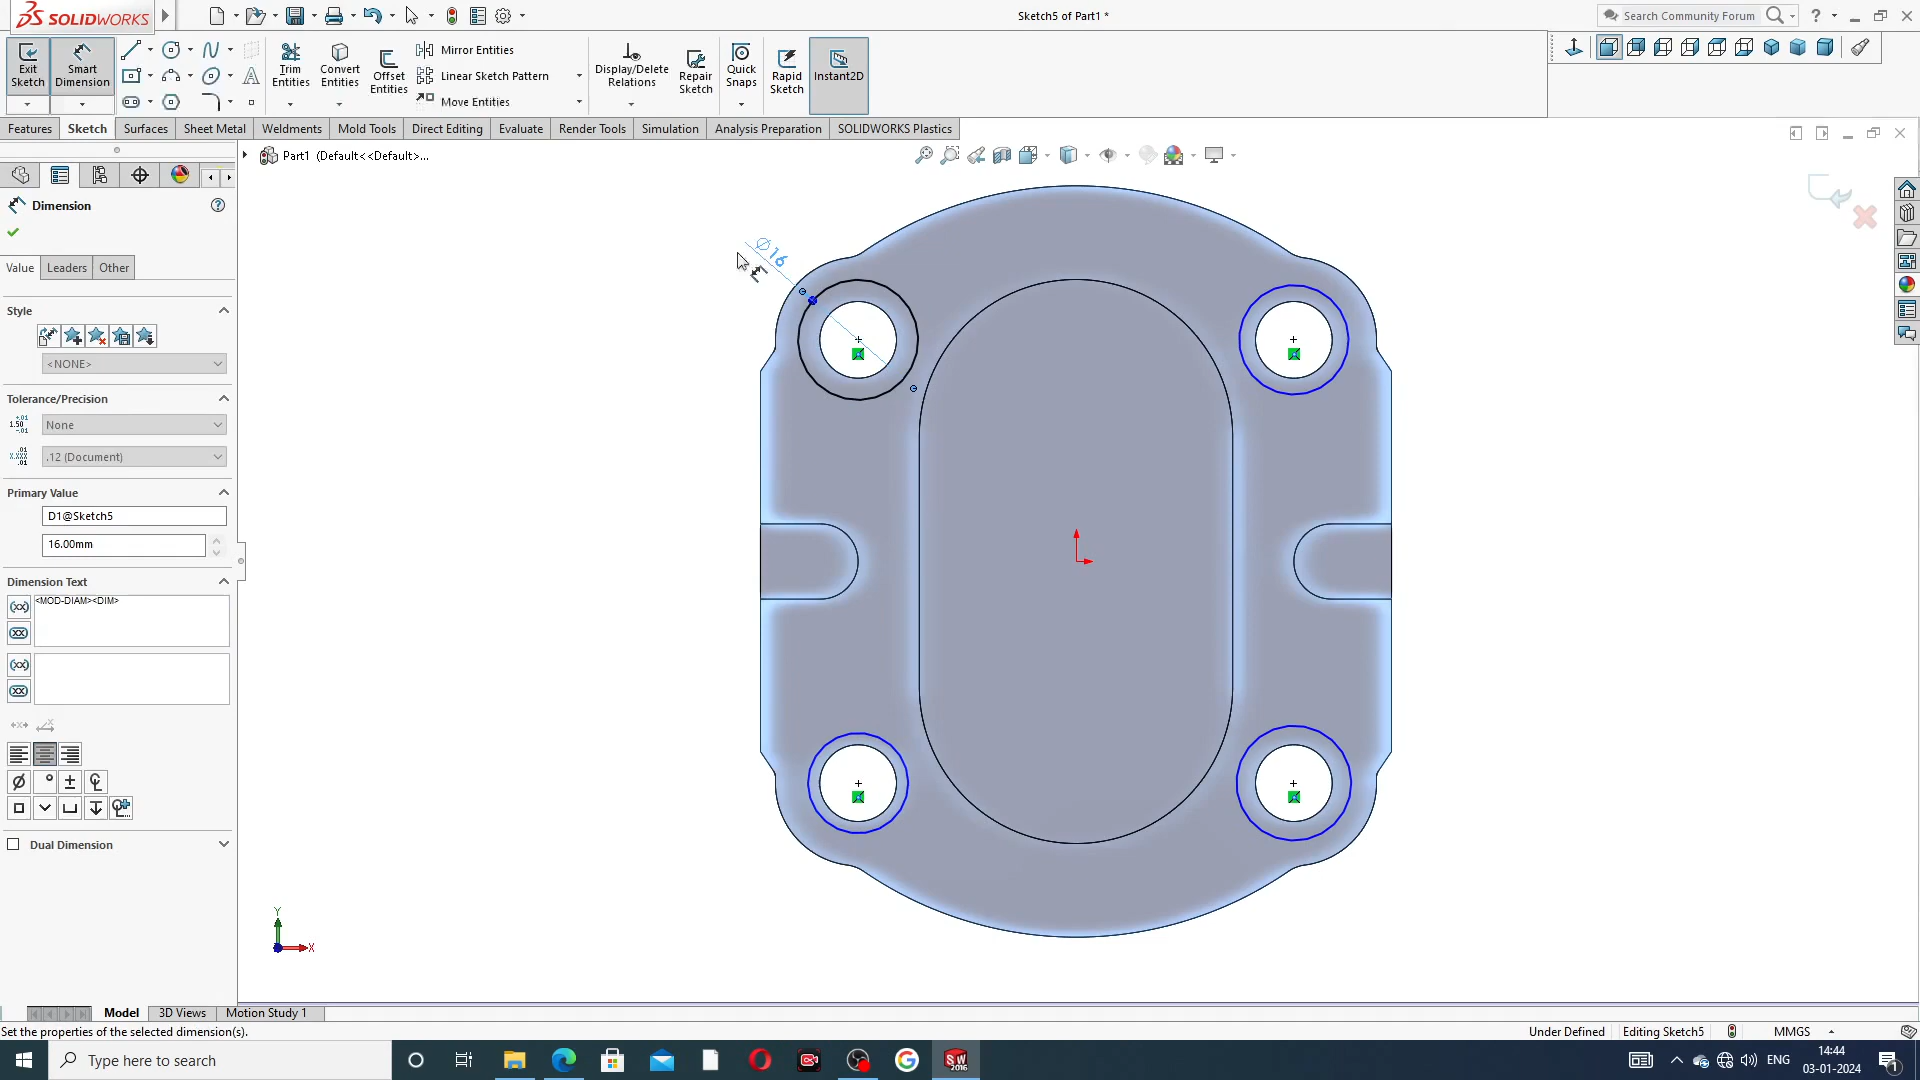 SOLIDWORKS
Sketch5 of Part1 *
Search Community Forum
Exit Sketch
Smart Dimension
Trim Entities
Convert Entities
Offset Entities
Mirror Entities
Linear Sketch Pattern
Move Entities
Display/Delete Relations
Repair Sketch
Quick Snaps
Rapid Sketch
Instant2D
Features
Sketch
Surfaces
Sheet Metal
Weldments
Mold Tools
Direct Editing
Evaluate
Render Tools
Simulation
Analysis Preparation
SOLIDWORKS Plastics
Part1 (Default<<Default>...
Dimension
Value
Leaders
Other
Style
<NONE>
Tolerance/Precision
None
.12 (Document)
Primary Value
D1@Sketch5
16.00mm
Dimension Text
<MOD-DIAM><DIM>
Dual Dimension
∅16
Y
X
Model
3D Views
Motion Study 1
Set the properties of the selected dimension(s).
Under Defined
Editing Sketch5
MMGS
Type here to search
ENG
14:44
03-01-2024